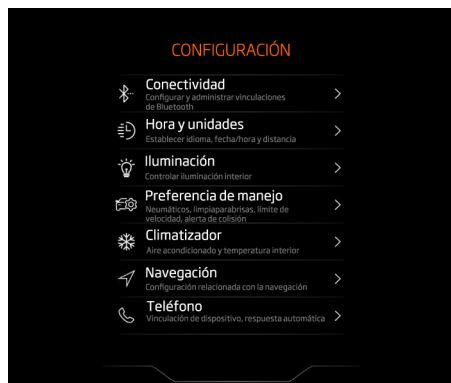 CONFIGURACIÓN
Conectividad
Configurar y administrar vinculaciones
de Bluetooth
Hora y unidades
Establecer idioma, fecha/hora y distancia
Iluminación
Controlar iluminación interior
Preferencia de manejo
Neumáticos, limpiaparabrisas, límite de
velocidad, alerta de colisión
Climatizador
Aire acondicionado y temperatura interior
Navegación
Configuración relacionada con la navegación
Teléfono
Vinculación de dispositivo, respuesta automática